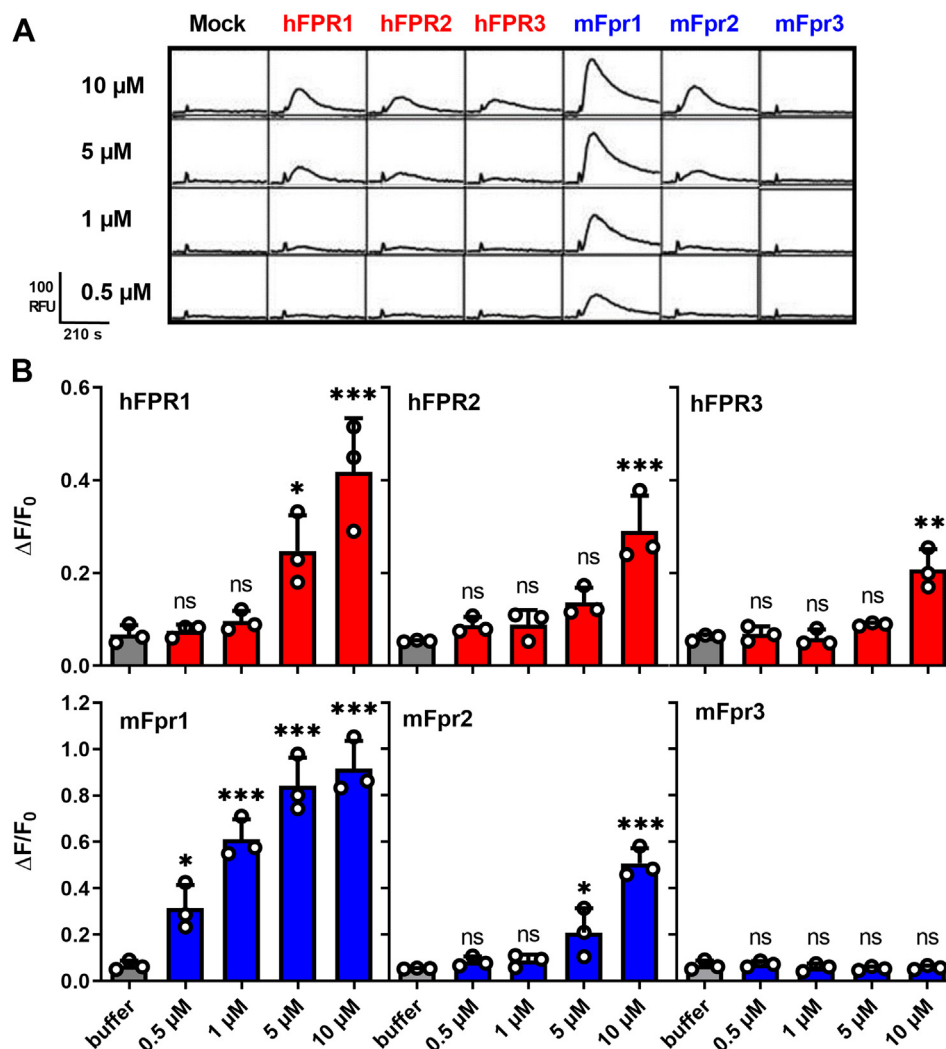 A
Mock hFPR1 hFPR2 hFPR3 mFpr1 mFpr2 mFpr3
10 µM
5 µM
1 µM
0.5 µM
100
RFU
210 s
B
hFPR1 hFPR2 hFPR3
ΔF/F0
0.6
0.4
0.2
0.0
ns ns * ***
ns ns ns ***
ns ns ns **
mFpr1 mFpr2 mFpr3
ΔF/F0
1.2
1.0
0.8
0.6
0.4
0.2
0.0
* *** *** ***
ns ns * ***
ns ns ns ns
buffer 0.5 µM 1 µM 5 µM 10 µM buffer 0.5 µM 1 µM 5 µM 10 µM buffer 0.5 µM 1 µM 5 µM 10 µM